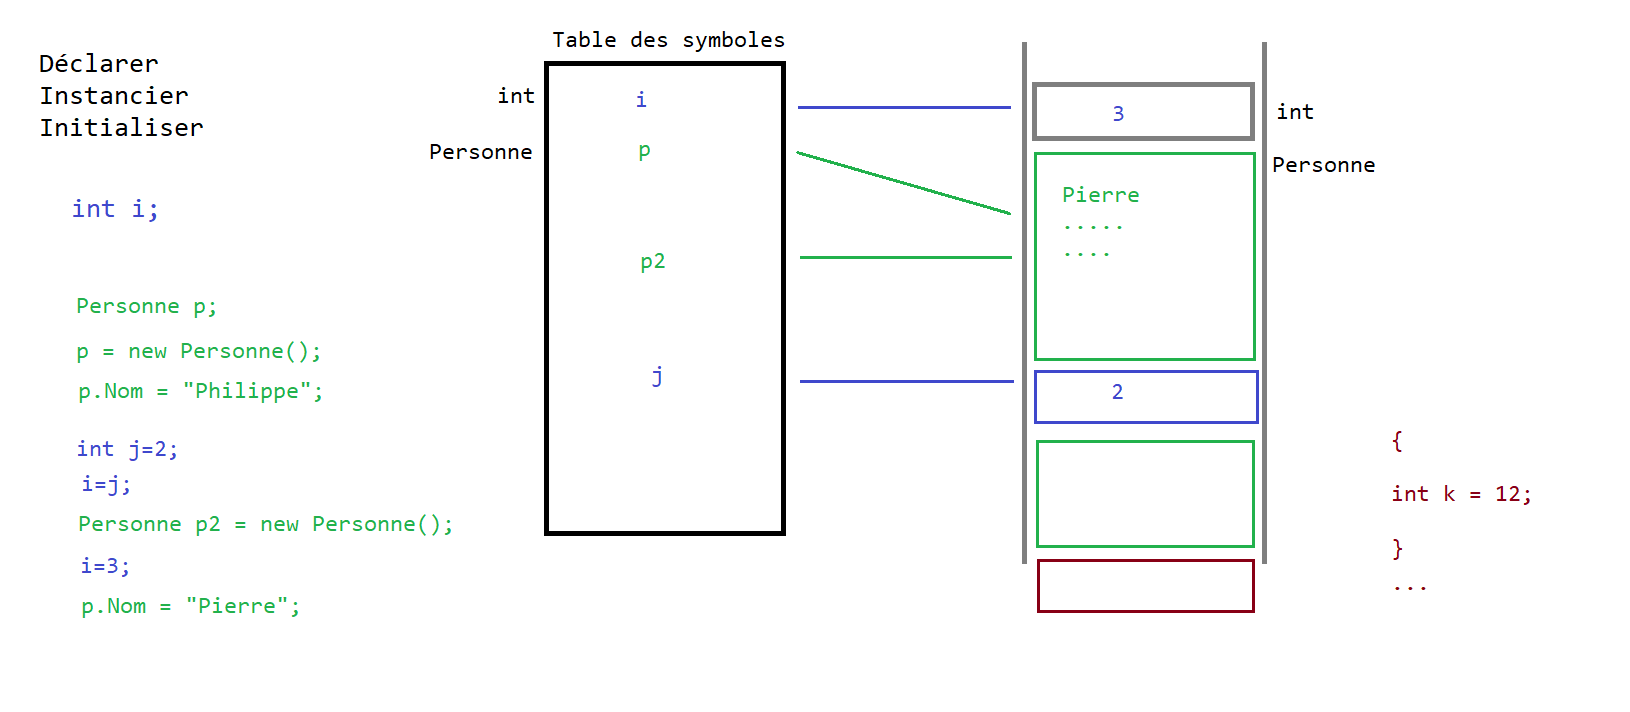 Déclarer
Instancier
Initialiser
int i;
Personne p;
p = new Personne();
p.Nom = "Philippe";
int j=2;
i=j;
Personne p2 = new Personne();
i=3;
p.Nom = "Pierre";
Table des symboles
int
i
Personne
p
p2
j
3
int
Personne
Pierre
.....
....
2
{
int k = 12;
}
...